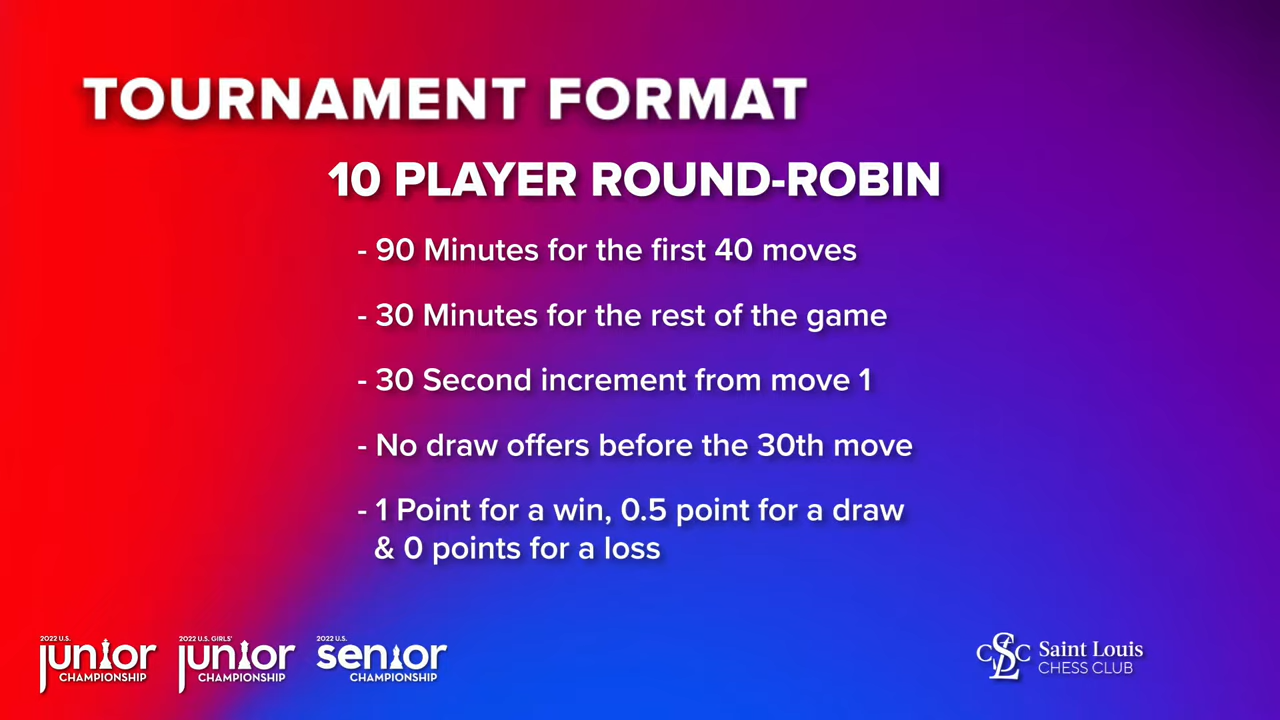 TOURNAMENT FORMAT
10 PLAYER ROUND-ROBIN
- 90 Minutes for the first 40 moves
- 30 Minutes for the rest of the game
- 30 Second increment from move 1
- No draw offers before the 30th move
- 1 Point for a win, 0.5 point for a draw
& 0 points for a loss
2022 U.S.
junior
CHAMPIONSHIP
2022 U.S. GIRLS'
junior
CHAMPIONSHIP
2022 U.S.
senior
CHAMPIONSHIP
STL
CCC
Saint Louis
CHESS CLUB